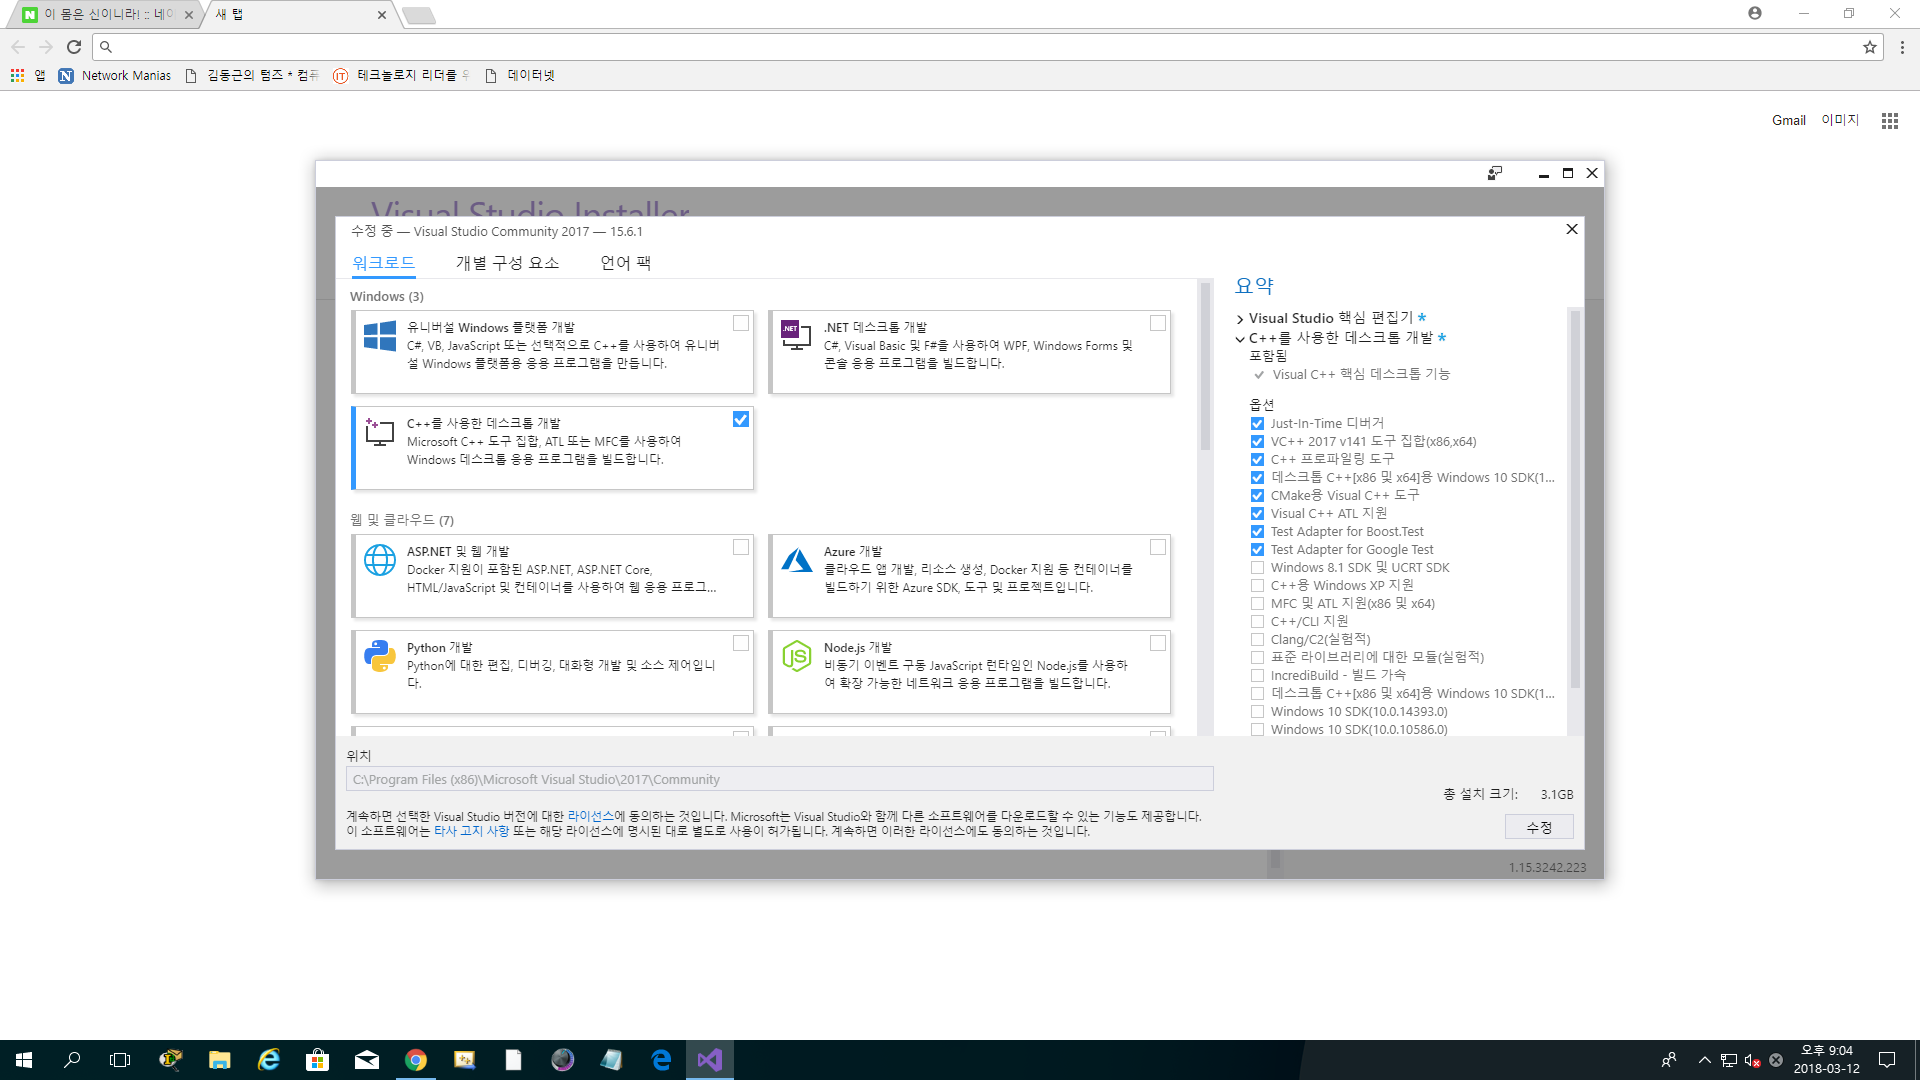 이 몸은 신이니라! :: 네이
새 탭
앱
Network Manias
김동근의 텀즈 * 컴퓨
테크놀로지 리더를 위
데이터넷
Gmail
이미지
Visual Studio Installer
수정 중 — Visual Studio Community 2017 — 15.6.1
워크로드
개별 구성 요소
언어 팩
Windows (3)
유니버설 Windows 플랫폼 개발
C#, VB, JavaScript 또는 선택적으로 C++를 사용하여 유니버
설 Windows 플랫폼용 응용 프로그램을 만듭니다.
.NET
.NET 데스크톱 개발
C#, Visual Basic 및 F#을 사용하여 WPF, Windows Forms 및
콘솔 응용 프로그램을 빌드합니다.
C++를 사용한 데스크톱 개발
Microsoft C++ 도구 집합, ATL 또는 MFC를 사용하여
Windows 데스크톱 응용 프로그램을 빌드합니다.
웹 및 클라우드 (7)
ASP.NET 및 웹 개발
Docker 지원이 포함된 ASP.NET, ASP.NET Core,
HTML/JavaScript 및 컨테이너를 사용하여 웹 응용 프로그...
Azure 개발
클라우드 앱 개발, 리소스 생성, Docker 지원 등 컨테이너를
빌드하기 위한 Azure SDK, 도구 및 프로젝트입니다.
Python 개발
Python에 대한 편집, 디버깅, 대화형 개발 및 소스 제어입니
다.
Node.js 개발
비동기 이벤트 구동 JavaScript 런타임인 Node.js를 사용하
여 확장 가능한 네트워크 응용 프로그램을 빌드합니다.
요약
Visual Studio 핵심 편집기 *
C++를 사용한 데스크톱 개발 *
포함됨
Visual C++ 핵심 데스크톱 기능
옵션
Just-In-Time 디버거
VC++ 2017 v141 도구 집합(x86,x64)
C++ 프로파일링 도구
데스크톱 C++[x86 및 x64]용 Windows 10 SDK(1...
CMake용 Visual C++ 도구
Visual C++ ATL 지원
Test Adapter for Boost.Test
Test Adapter for Google Test
Windows 8.1 SDK 및 UCRT SDK
C++용 Windows XP 지원
MFC 및 ATL 지원(x86 및 x64)
C++/CLI 지원
Clang/C2(실험적)
표준 라이브러리에 대한 모듈(실험적)
IncrediBuild - 빌드 가속
데스크톱 C++[x86 및 x64]용 Windows 10 SDK(1...
Windows 10 SDK(10.0.14393.0)
Windows 10 SDK(10.0.10586.0)
위치
C:\Program Files (x86)\Microsoft Visual Studio\2017\Community
계속하면 선택한 Visual Studio 버전에 대한 라이선스에 동의하는 것입니다. Microsoft는 Visual Studio와 함께 다른 소프트웨어를 다운로드할 수 있는 기능도 제공합니다.
이 소프트웨어는 타사 고지 사항 또는 해당 라이선스에 명시된 대로 별도로 사용이 허가됩니다. 계속하면 이러한 라이선스에도 동의하는 것입니다.
총 설치 크기: 3.1GB
수정
1.15.3242.223
오후 9:04
2018-03-12